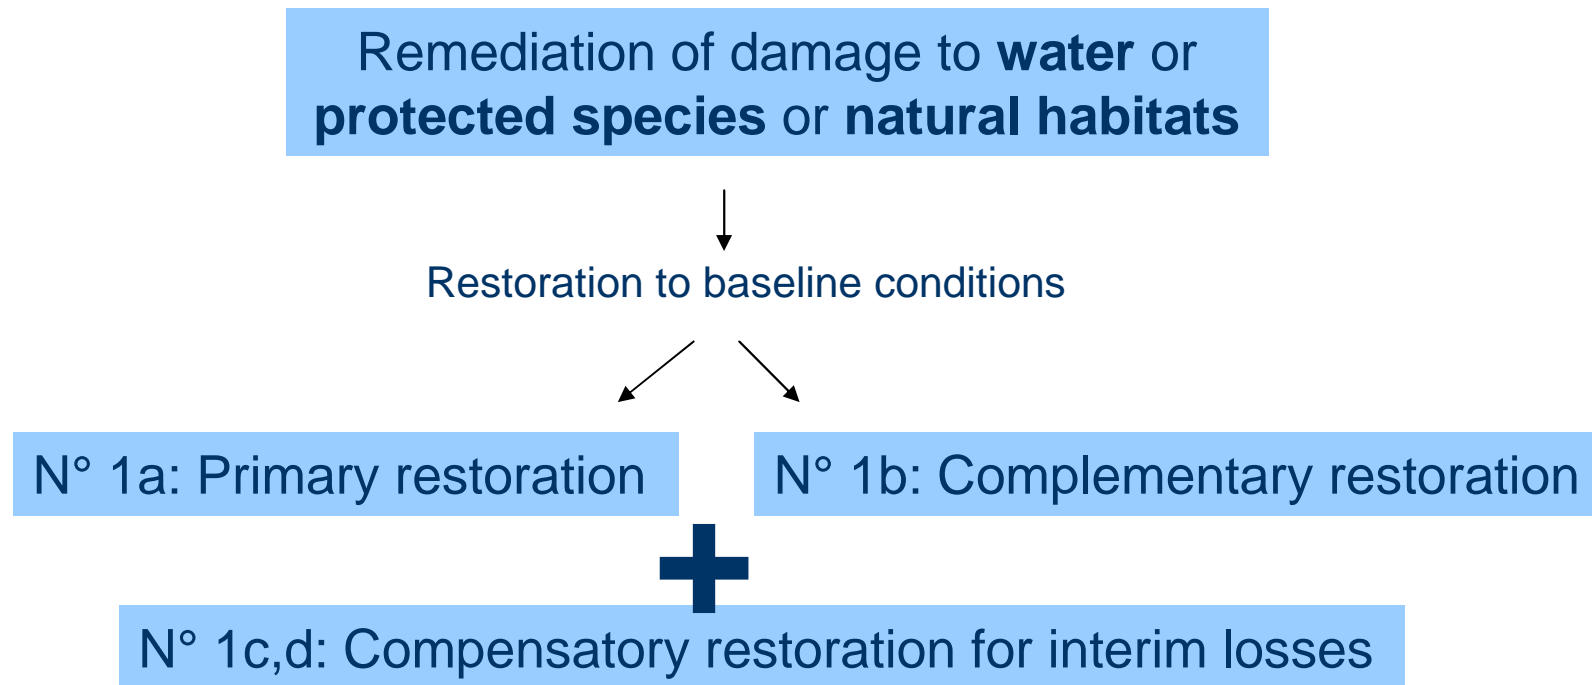 Remediation of damage to water or
protected species or natural habitats
Restoration to baseline conditions
N° 1a: Primary restoration
N° 1b: Complementary restoration
N° 1c,d: Compensatory restoration for interim losses